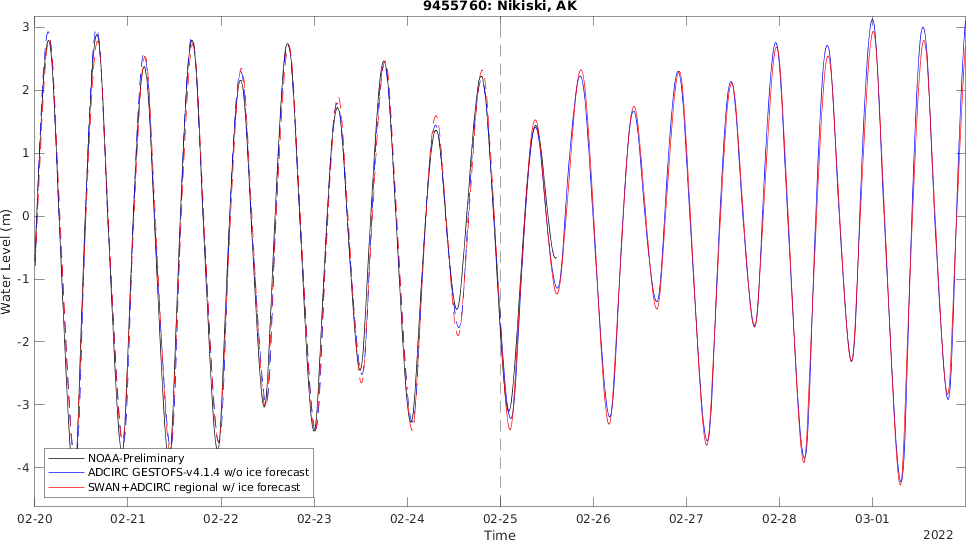 9455760: Nikiski, AK
3
2
1
0
-1
-2
-3
-4
Water Level (m)
NOAA-Preliminary
ADCIRC GESTOFS-v4.1.4 w/o ice forecast
SWAN+ADCIRC regional w/ ice forecast
02-20 02-21 02-22 02-23 02-24 02-25 02-26 02-27 02-28 03-01
Time
2022